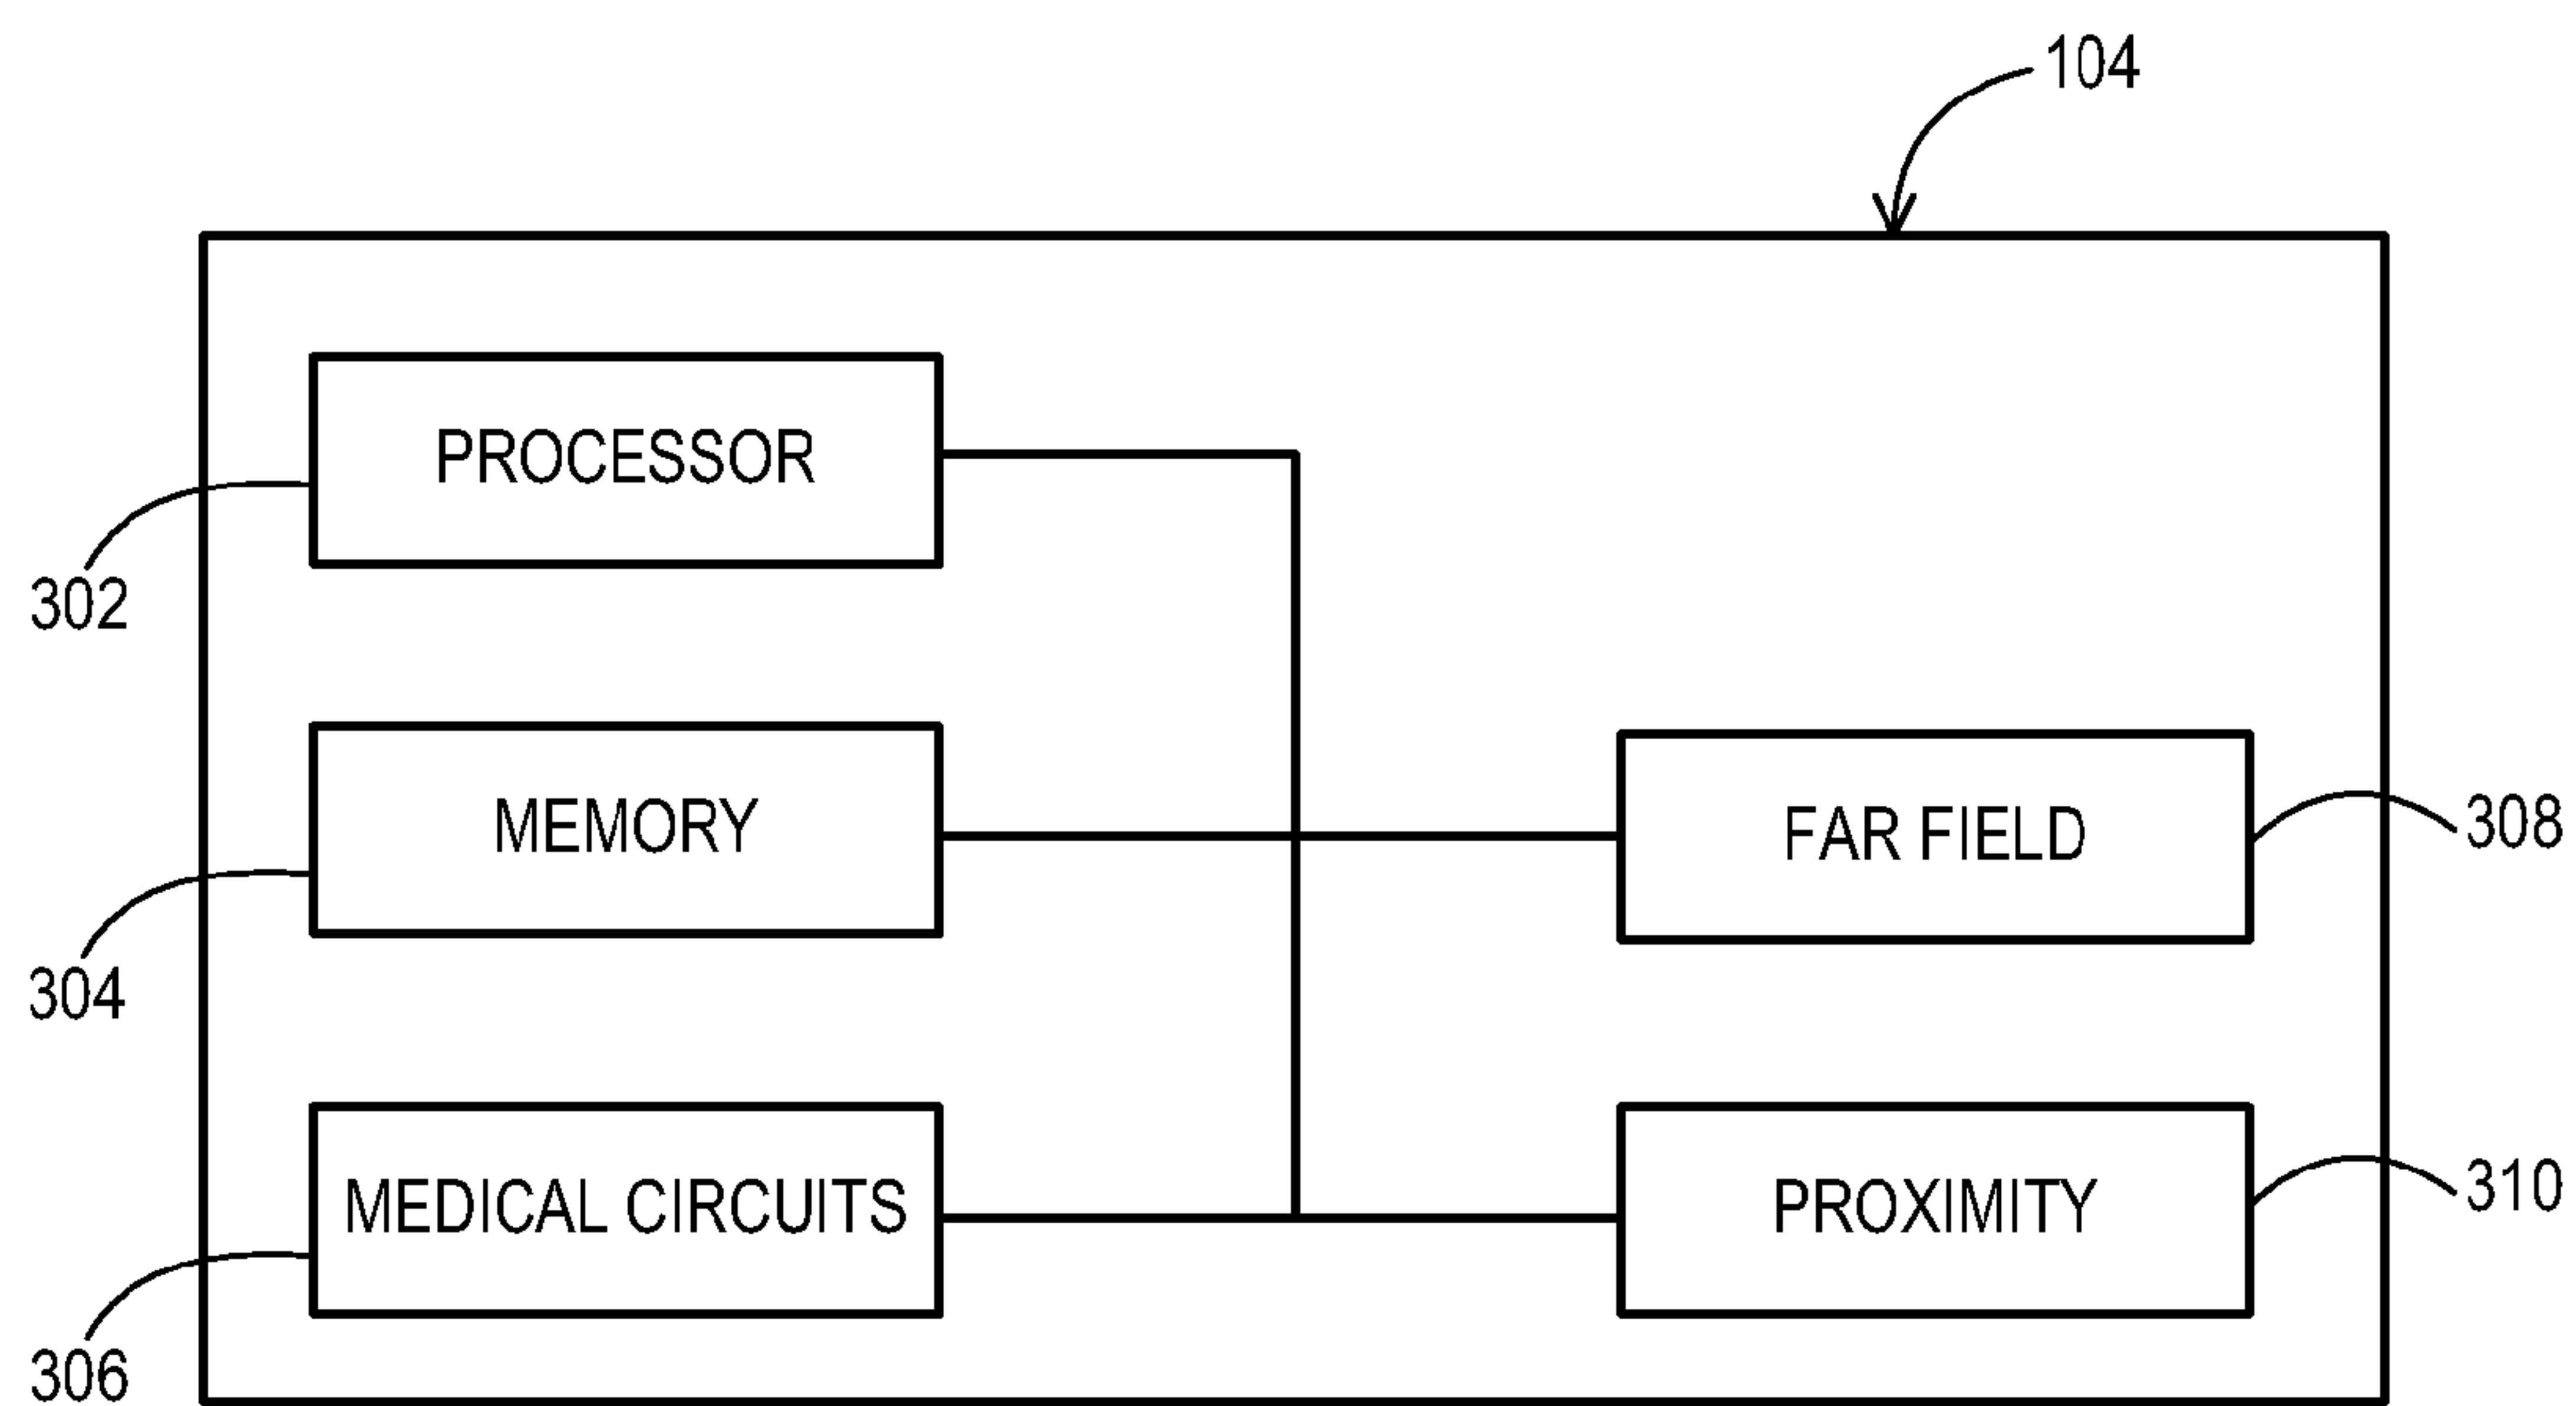 104
PROCESSOR
302
MEMORY
FAR FIELD
308
304
MEDICAL CIRCUITS
PROXIMITY
310
306